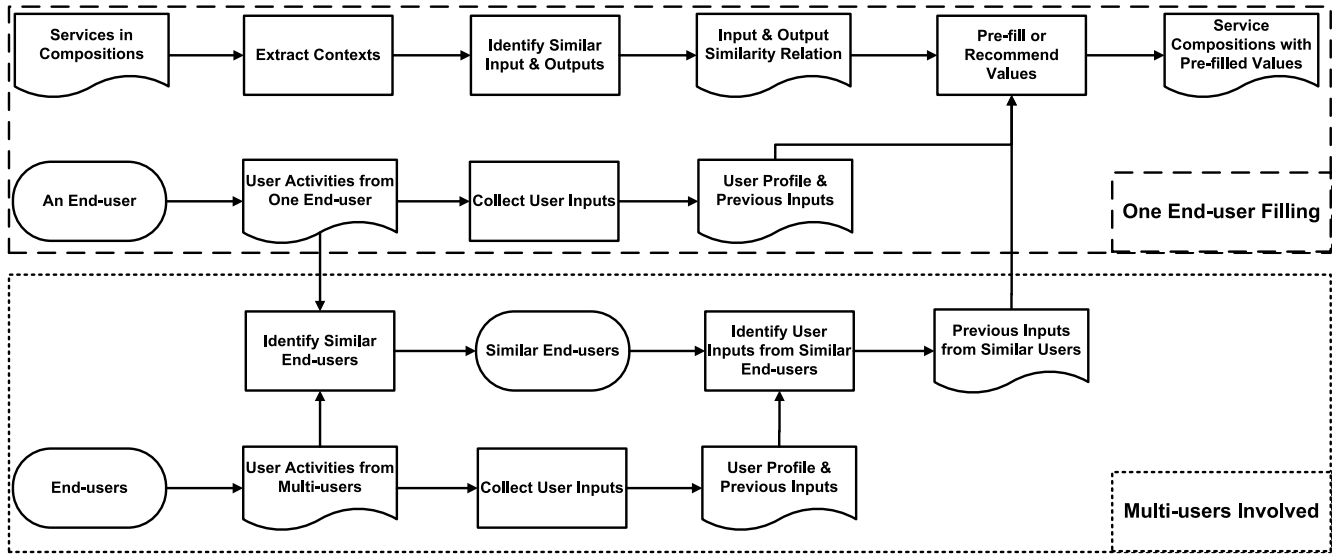 Services in
Compositions
Extract Contexts
Identify Similar
Input & Outputs
Input & Output
Similarity Relation
Pre-fill or
Recommend
Values
Service
Compositions with
Pre-filled Values
An End-user
User Activities from
One End-user
Collect User Inputs
User Profile &
Previous Inputs
One End-user Filling
Identify Similar
End-users
Similar End-users
Identify User
Inputs from Similar
End-users
Previous Inputs
from Similar Users
End-users
User Activities from
Multi-users
Collect User Inputs
User Profile &
Previous Inputs
Multi-users Involved